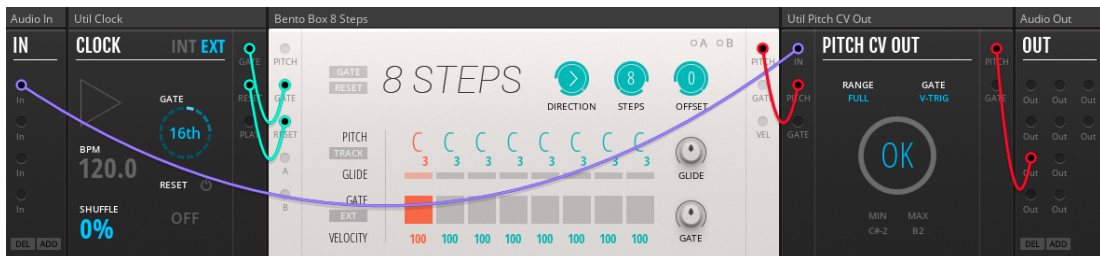 Audio In
Util Clock
Bento Box 8 Steps
Util Pitch CV Out
Audio Out
IN
In
In
In
In
DEL ADD
CLOCK
INT EXT
GATE
16th
BPM
120.0
RESET
OFF
SHUFFLE
0%
GATE
RESET
PLAY
PITCH
GATE
RESET
A
B
GATE
RESET
8 STEPS
A B
DIRECTION
8
STEPS
0
OFFSET
PITCH
TRACK
C C C C C C C C
3 3 3 3 3 3 3 3
GLIDE
GLIDE
GATE
EXT
VELOCITY
100 100 100 100 100 100 100 100
GATE
PITCH
GATE
VEL
IN
PITCH
GATE
PITCH CV OUT
RANGE
FULL
GATE
V-TRIG
OK
MIN
C#-2
MAX
B2
PITCH
GATE
OUT
Out Out Out
Out Out Out
Out Out
Out Out
DEL ADD